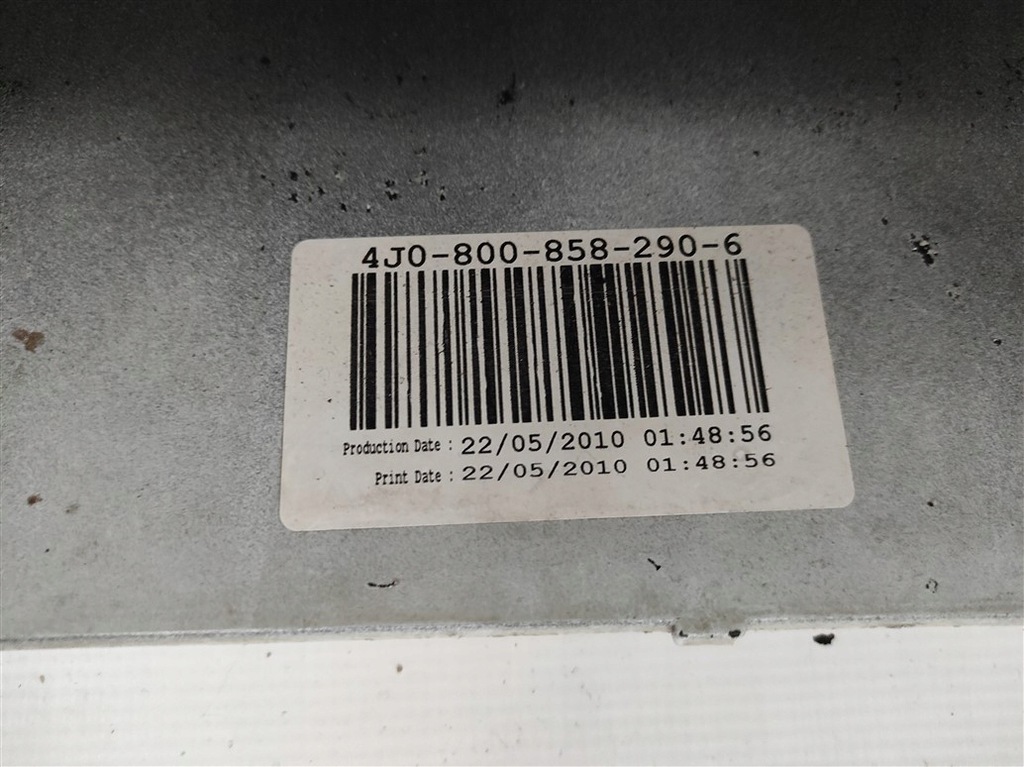 4J0-800-858-290-6
Production Date : 22/05/2010 01:48:56
Print Date : 22/05/2010 01:48:56